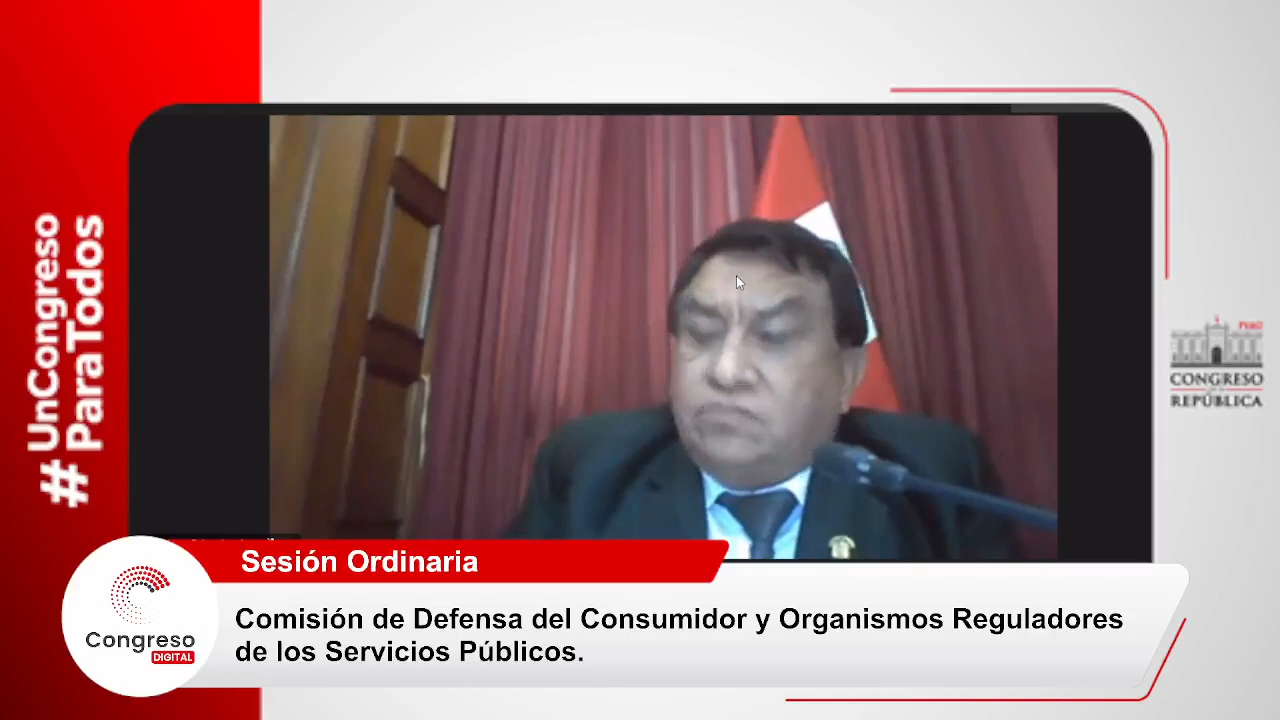 #UnCongreso
ParaTodos
PERÚ
CONGRESO
REPÚBLICA
Sesión Ordinaria
Comisión de Defensa del Consumidor y Organismos Reguladores
de los Servicios Públicos.
Congreso
DIGITAL